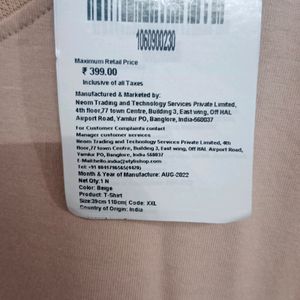 1060900230
Maximum Retail Price
₹ 399.00
Inclusive of all Taxes
Manufactured & Marketed by:
Neom Trading and Technology Services Private Limited,
4th floor,77 town Centre, Building 3, East wing, Off HAL
Airport Road, Yamlur PO, Banglore, India-560037
For Customer Complaints contact
Manager customer services
Neom Trading and Technology Services Private Limited, 4th
floor,77 town Centre, Building 3, East wing, Off HAL Airport Road,
Yamlur PO, Banglore, India-560037
Month & Year of Manufacture: AUG-2022
Net Qty:1 N
Color: Beige
Product: T-Shirt
Size:39cm 118cm| Code: XXL
Country of Origin: India